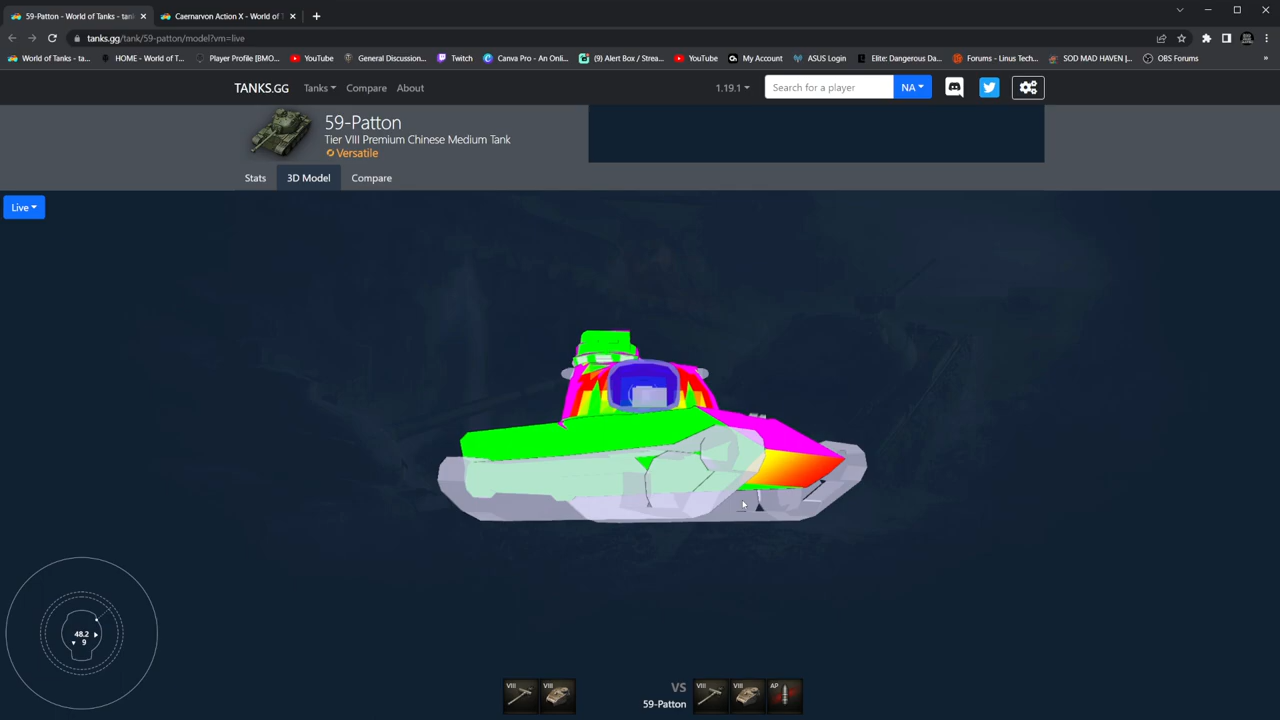 59-Patton - World of Tanks - tan
Caernarvon Action X - World of T
tanks.gg/tank/59-patton/model?vm=live
World of Tanks - ta...
HOME - World of T...
Player Profile [BMO...
YouTube
General Discussion...
Twitch
Canva Pro - An Onli...
(9) Alert Box / Strea...
YouTube
My Account
ASUS Login
Elite: Dangerous Da...
Forums - Linus Tech...
SOD MAD HAVEN |...
OBS Forums
»
TANKS.GG
Tanks
Compare
About
1.19.1
Search for a player
NA
59-Patton
Tier VIII Premium Chinese Medium Tank
Versatile
Stats
3D Model
Compare
Live
48.2
9
VIII
VIII
VS
59-Patton
VIII
VIII
AP